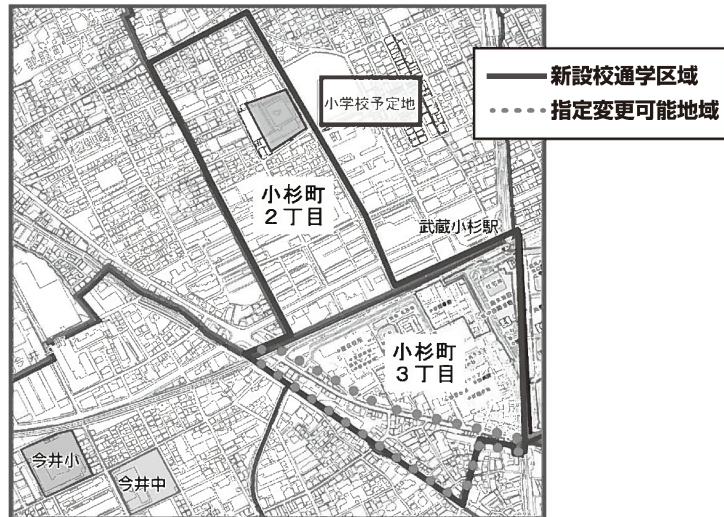 新設校通学区域
指定変更可能地域
小学校予定地
小杉町
2丁目
武蔵小杉駅
小杉町
3丁目
今井小
今井中